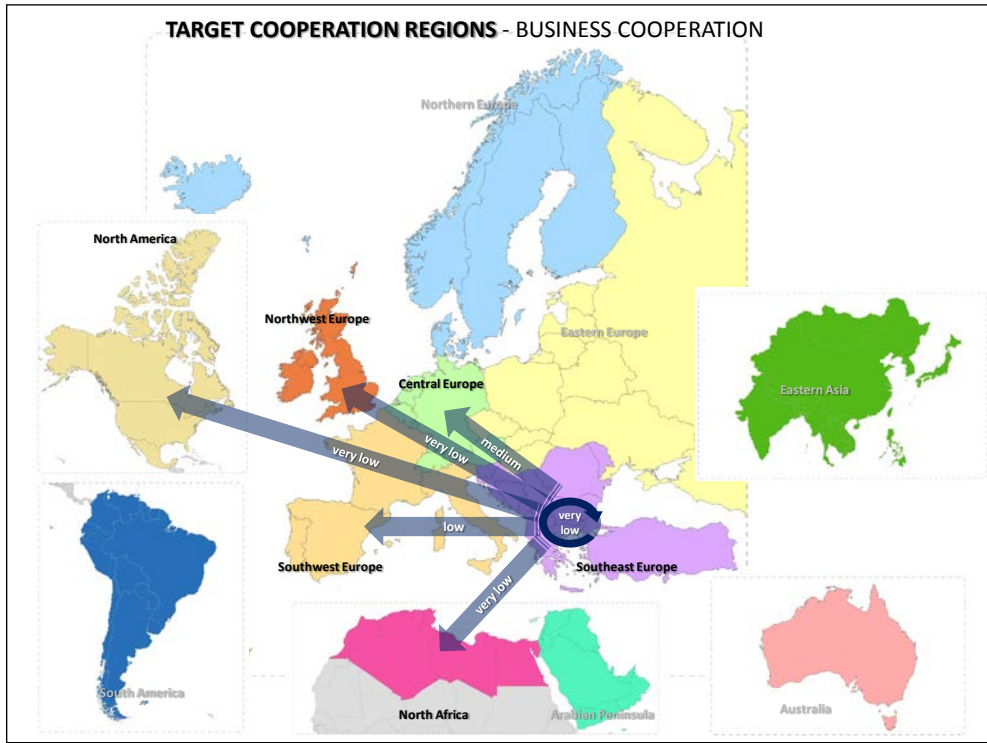 TARGET COOPERATION REGIONS - BUSINESS COOPERATION
Northern Europe
North America
Northwest Europe
Eastern Europe
Central Europe
Eastern Asia
medium
very low
very low
very
low
low
Southwest Europe
Southeast Europe
very low
South America
North Africa
Arabian Peninsula
Australia